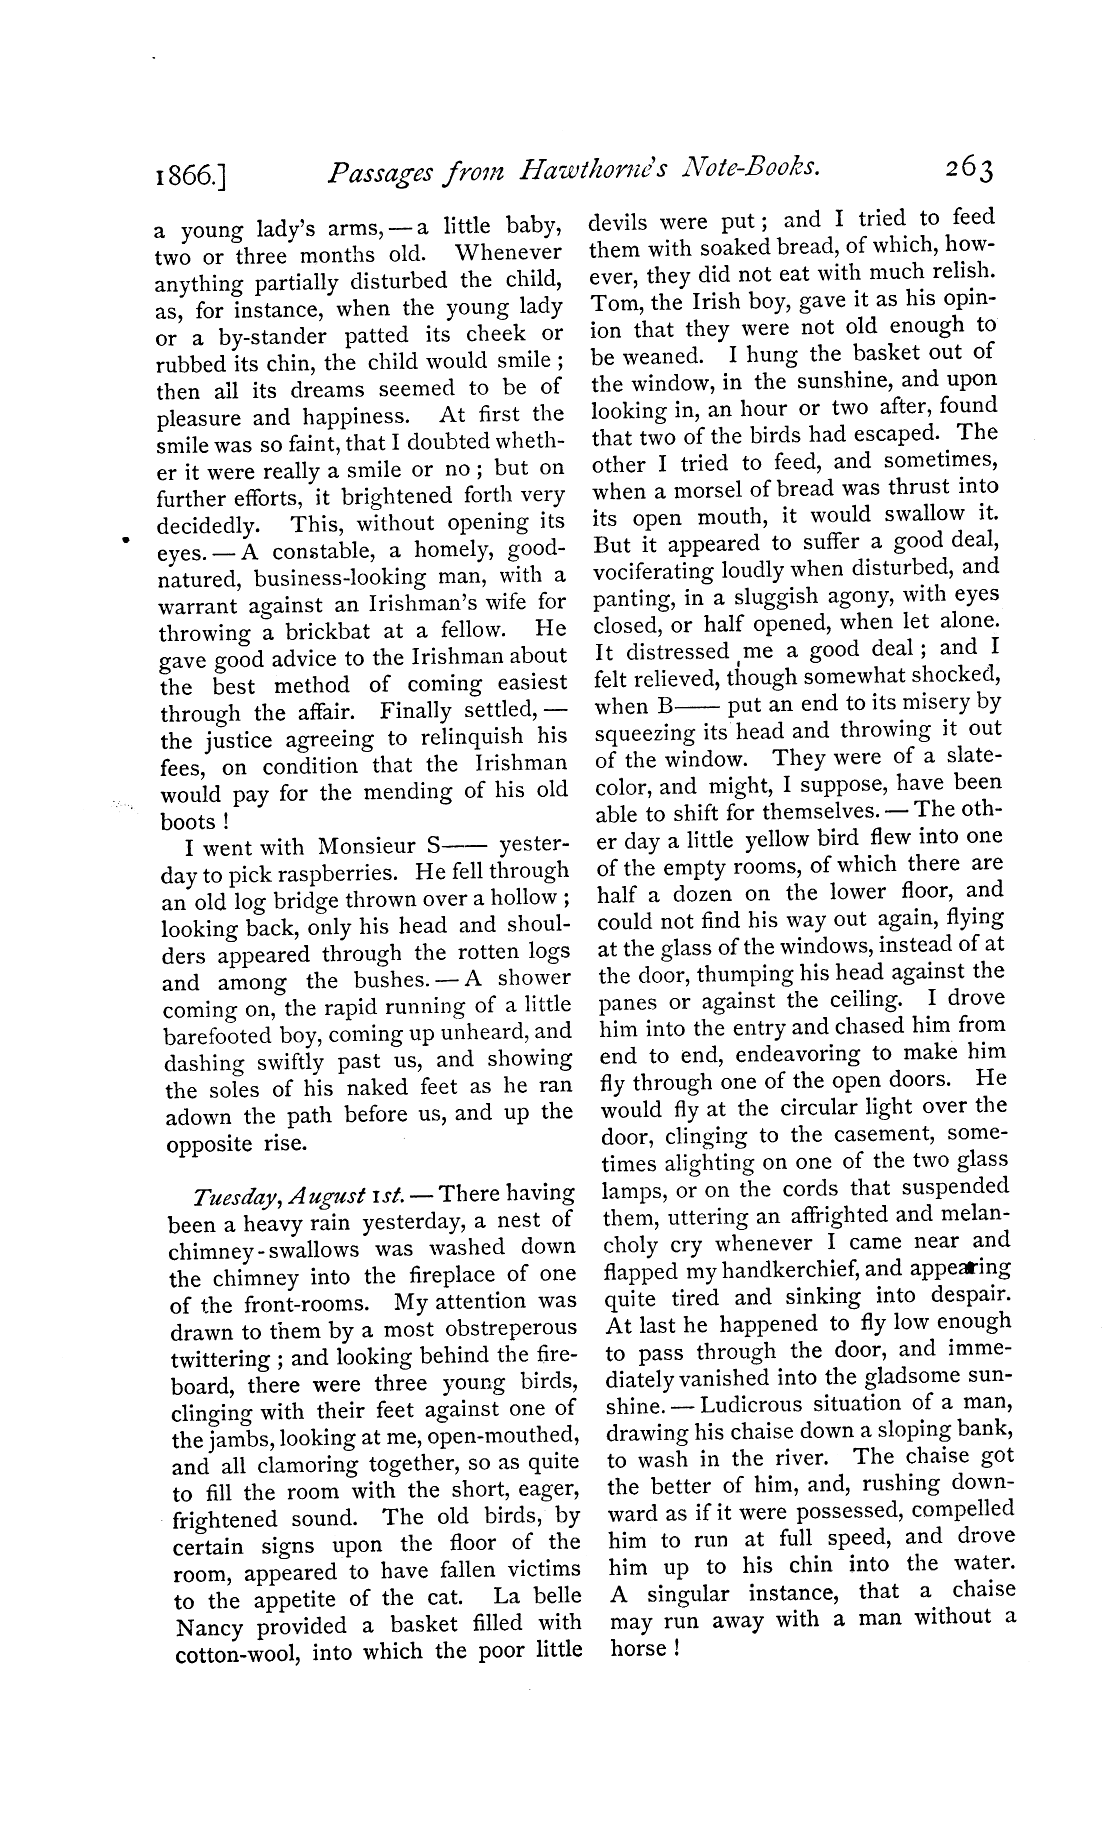 1866.] Passages from Hawthorne's Note-Books. 263
a young lady's arms, — a little baby,
two or three months old. Whenever
anything partially disturbed the child,
as, for instance, when the young lady
or a by-stander patted its cheek or
rubbed its chin, the child would smile ;
then all its dreams seemed to be of
pleasure and happiness. At first the
smile was so faint, that I doubted wheth-
er it were really a smile or no ; but on
further efforts, it brightened forth very
decidedly. This, without opening its
eyes. — A constable, a homely, good-
natured, business-looking man, with a
warrant against an Irishman's wife for
throwing a brickbat at a fellow. He
gave good advice to the Irishman about
the best method of coming easiest
through the affair. Finally settled, —
the justice agreeing to relinquish his
fees, on condition that the Irishman
would pay for the mending of his old
boots !
I went with Monsieur S—— yester-
day to pick raspberries. He fell through
an old log bridge thrown over a hollow ;
looking back, only his head and shoul-
ders appeared through the rotten logs
and among the bushes. — A shower
coming on, the rapid running of a little
barefooted boy, coming up unheard, and
dashing swiftly past us, and showing
the soles of his naked feet as he ran
adown the path before us, and up the
opposite rise.
Tuesday, August 1st. — There having
been a heavy rain yesterday, a nest of
chimney-swallows was washed down
the chimney into the fireplace of one
of the front-rooms. My attention was
drawn to them by a most obstreperous
twittering ; and looking behind the fire-
board, there were three young birds,
clinging with their feet against one of
the jambs, looking at me, open-mouthed,
and all clamoring together, so as quite
to fill the room with the short, eager,
frightened sound. The old birds, by
certain signs upon the floor of the
room, appeared to have fallen victims
to the appetite of the cat. La belle
Nancy provided a basket filled with
cotton-wool, into which the poor little
devils were put ; and I tried to feed
them with soaked bread, of which, how-
ever, they did not eat with much relish.
Tom, the Irish boy, gave it as his opin-
ion that they were not old enough to
be weaned. I hung the basket out of
the window, in the sunshine, and upon
looking in, an hour or two after, found
that two of the birds had escaped. The
other I tried to feed, and sometimes,
when a morsel of bread was thrust into
its open mouth, it would swallow it.
But it appeared to suffer a good deal,
vociferating loudly when disturbed, and
panting, in a sluggish agony, with eyes
closed, or half opened, when let alone.
It distressed me a good deal ; and I
felt relieved, though somewhat shocked,
when B—— put an end to its misery by
squeezing its head and throwing it out
of the window. They were of a slate-
color, and might, I suppose, have been
able to shift for themselves. — The oth-
er day a little yellow bird flew into one
of the empty rooms, of which there are
half a dozen on the lower floor, and
could not find his way out again, flying
at the glass of the windows, instead of at
the door, thumping his head against the
panes or against the ceiling. I drove
him into the entry and chased him from
end to end, endeavoring to make him
fly through one of the open doors. He
would fly at the circular light over the
door, clinging to the casement, some-
times alighting on one of the two glass
lamps, or on the cords that suspended
them, uttering an affrighted and melan-
choly cry whenever I came near and
flapped my handkerchief, and appearing
quite tired and sinking into despair.
At last he happened to fly low enough
to pass through the door, and imme-
diately vanished into the gladsome sun-
shine. — Ludicrous situation of a man,
drawing his chaise down a sloping bank,
to wash in the river. The chaise got
the better of him, and, rushing down-
ward as if it were possessed, compelled
him to run at full speed, and drove
him up to his chin into the water.
A singular instance, that a chaise
may run away with a man without a
horse !